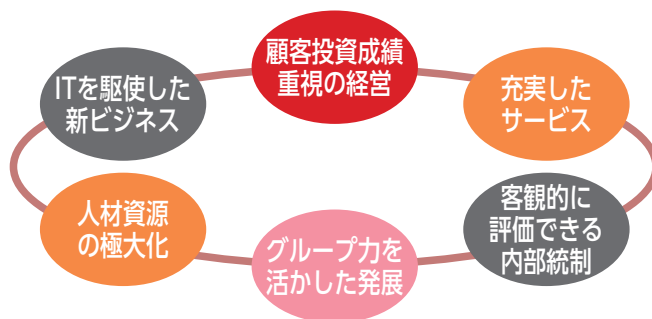 顧客投資成績
重視の経営
ITを駆使した
新ビジネス
充実した
サービス
人材資源
の極大化
客観的に
評価できる
内部統制
グループ力を
活かした発展